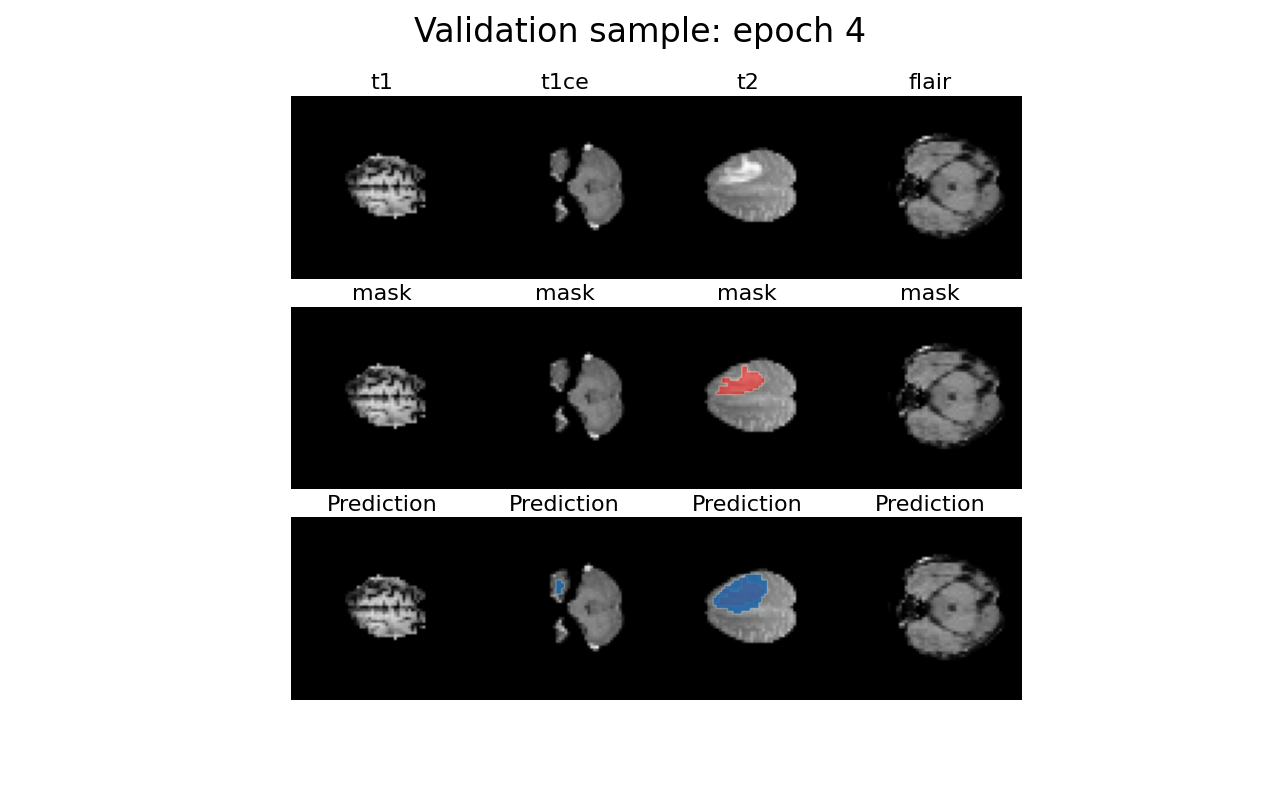 Validation sample: epoch 4
t1 t1ce t2 flair
mask mask mask mask
Prediction Prediction Prediction Prediction